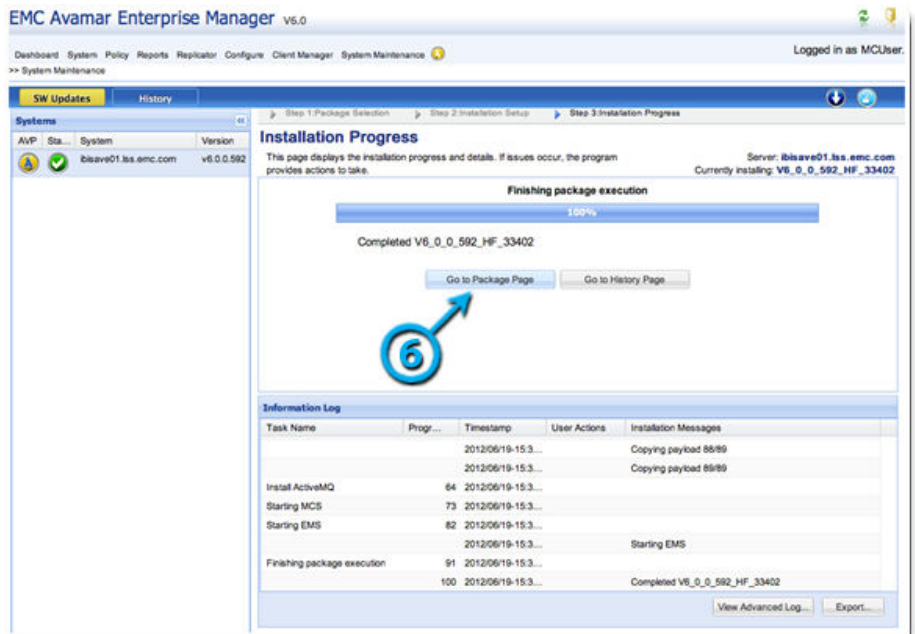 EMC Avamar Enterprise Manager V6.0
Logged in as MCUser.
Dashboard System Policy Reports Replicator Configure Client Manager System Maintenance
>> System Maintenance
SW Updates History
Systems
AVP Sta... System Version
ibisave01.lss.emc.com v6.0.0.592
Step 1:Package Selection Step 2:Installation Setup Step 3:Installation Progress
Installation Progress
This page displays the installation progress and details. If issues occur, the program
provides actions to take.
Server: ibisave01.lss.emc.com
Currently installing: V6_0_0_592_HF_33402
Finishing package execution
100%
Completed V6_0_0_592_HF_33402
Go to Package Page Go to History Page
6
Information Log
Task Name Progr... Timestamp User Actions Installation Messages
2012/06/19-15:3... Copying payload 88/89
2012/06/19-15:3... Copying payload 89/89
Install ActiveMQ 64 2012/06/19-15:3...
Starting MCS 73 2012/06/19-15:3...
Starting EMS 82 2012/06/19-15:3...
2012/06/19-15:3... Starting EMS
Finishing package execution 91 2012/06/19-15:3...
100 2012/06/19-15:3... Completed V6_0_0_592_HF_33402
View Advanced Log... Export...